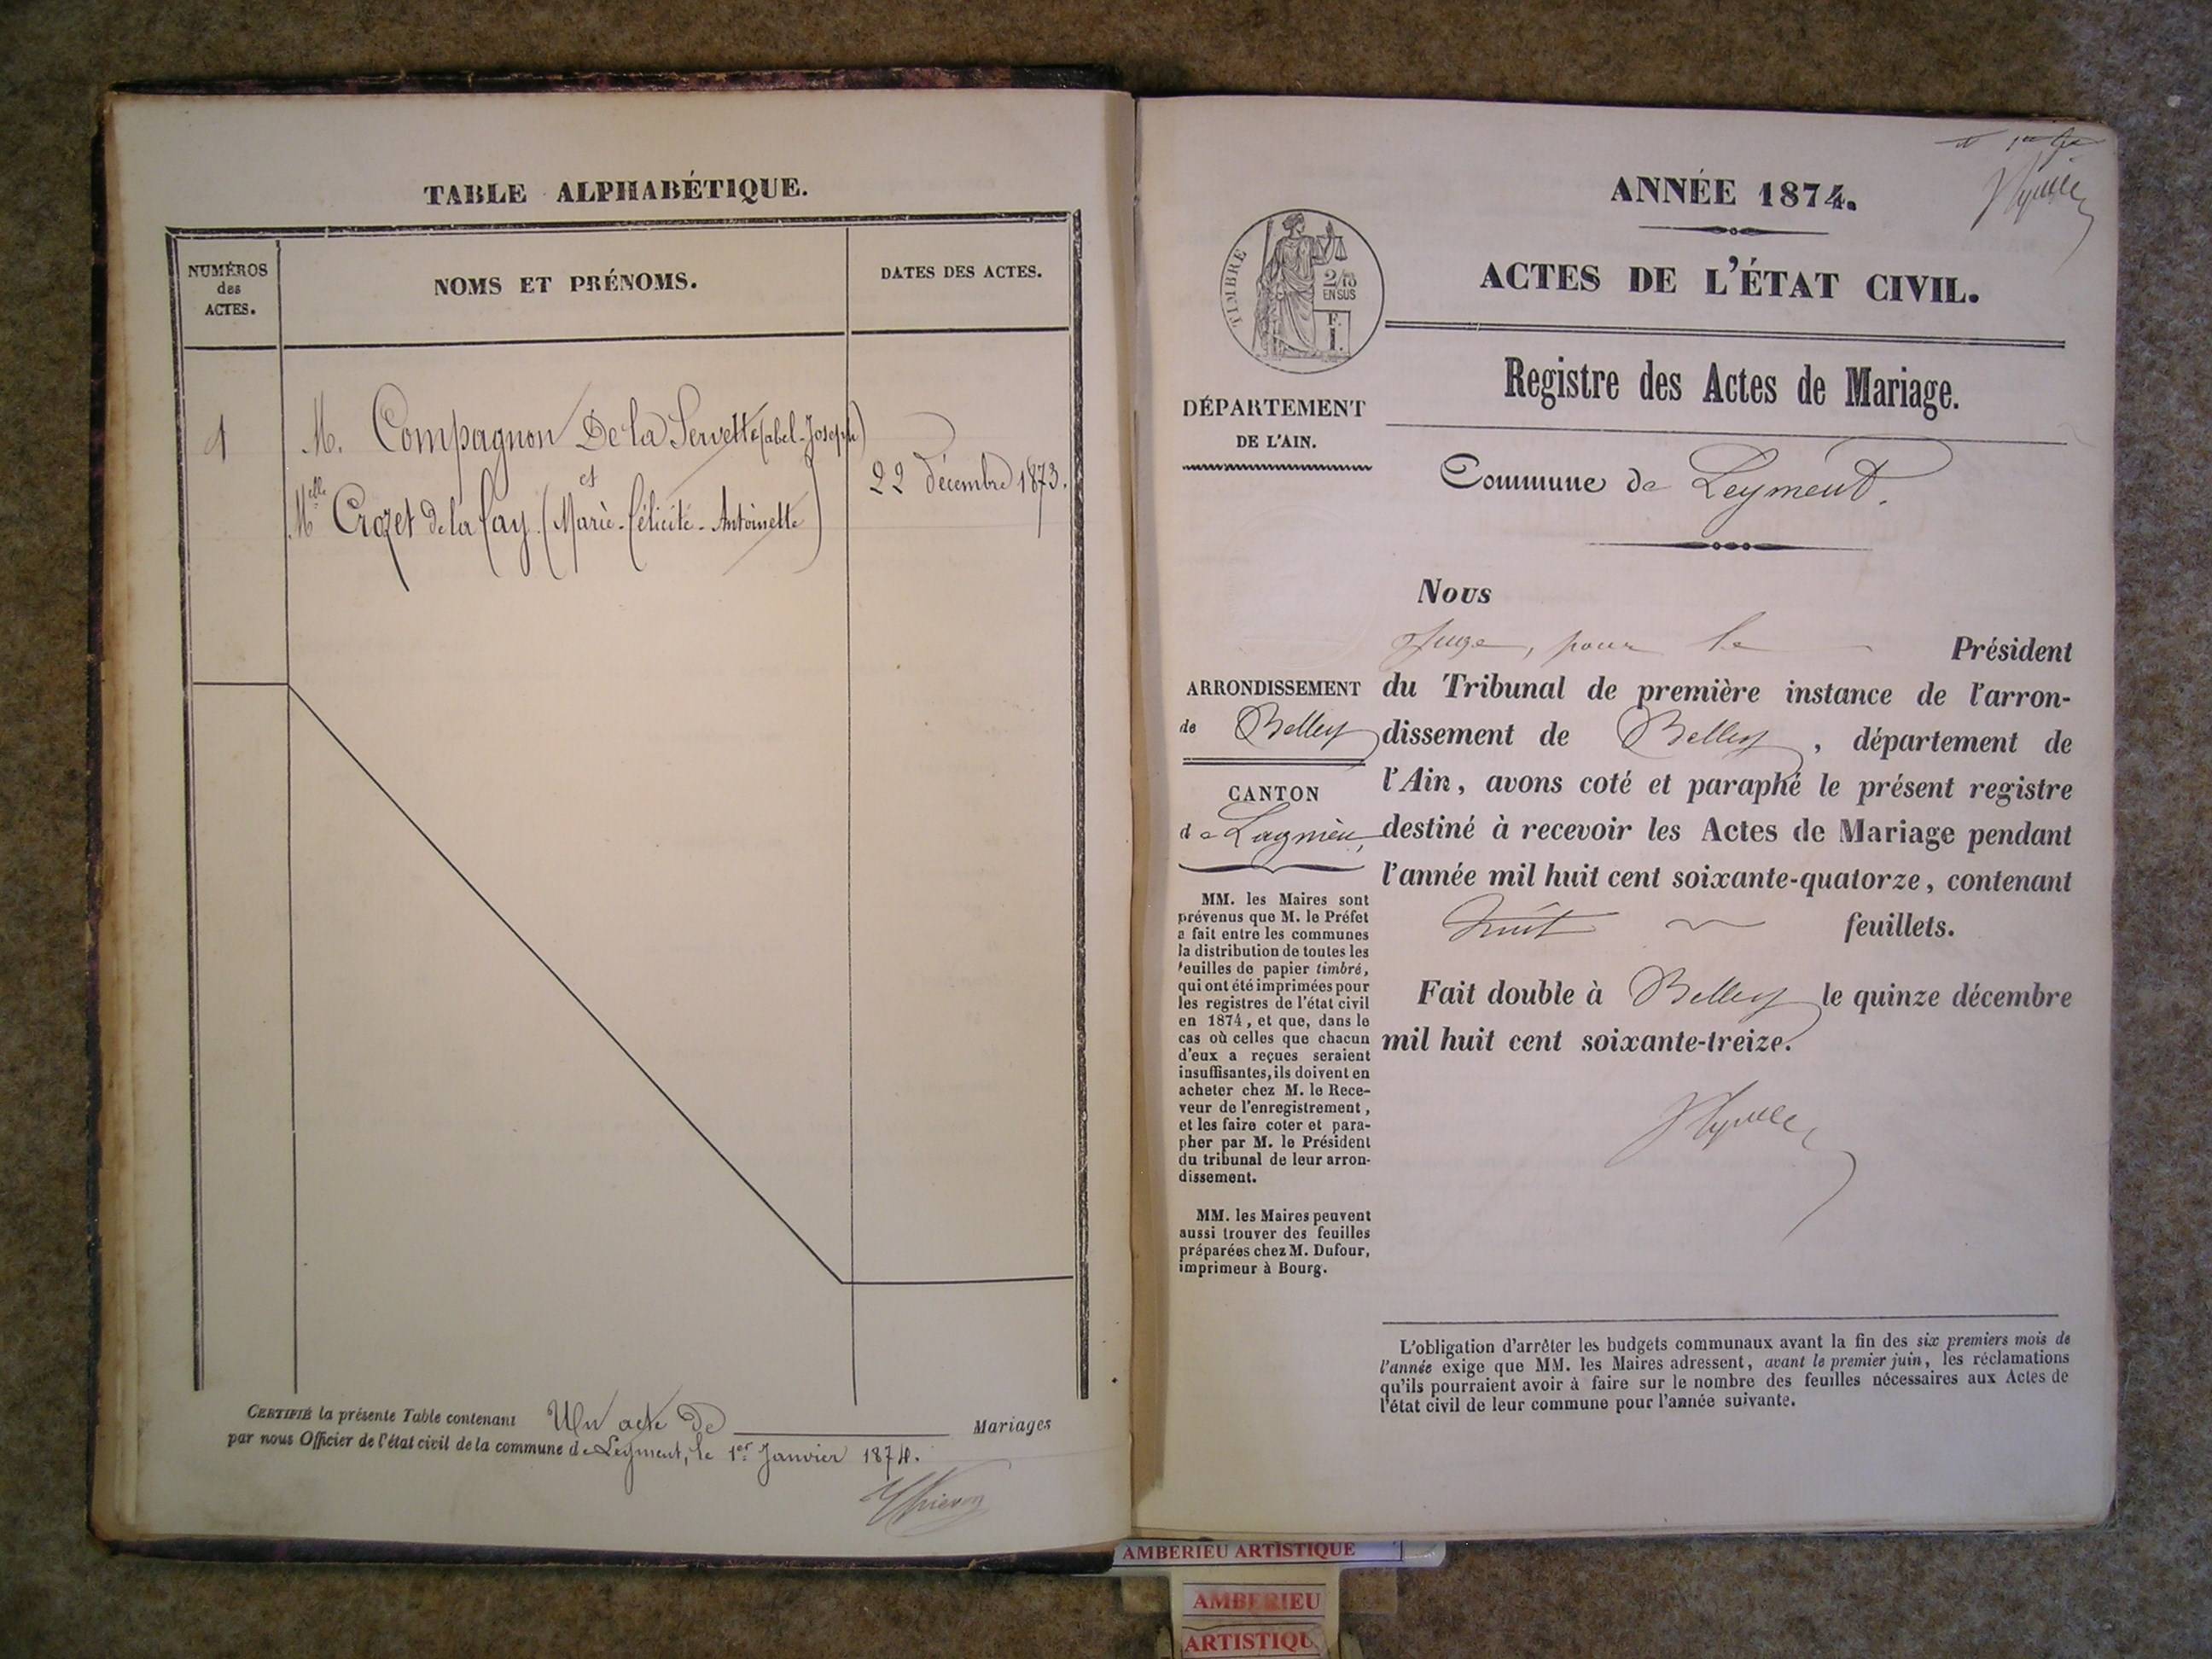 TABLE ALPHABÉTIQUE.
NUMÉROS
des
ACTES.
NOMS ET PRÉNOMS.
DATES DES ACTES.
1
M. Compagnon De la Servette (abel-Joseph)
et
Melle Crozet de la fay (Marie-félicité-Antoinette)
22 décembre 1873.
CERTIFIÉ la présente Table contenant Un acte De Mariages
par nous Officier de l'état civil de la commune de Leyment, le 1er Janvier 1874.
ANNÉE 1874.
ACTES DE L'ÉTAT CIVIL.
TIMBRE
2/10
EN SUS
F.
1.
Registre des Actes de Mariage.
DÉPARTEMENT
DE L'AIN.
Commune de Leyment.
Nous
Juge, pour le Président
du Tribunal de première instance de l'arron-
dissement de Belley, département de
l'Ain, avons coté et paraphé le présent registre
destiné à recevoir les Actes de Mariage pendant
l'année mil huit cent soixante-quatorze, contenant
huit feuillets.
Fait double à Belley le quinze décembre
mil huit cent soixante-treize.
ARRONDISSEMENT
de Belley
CANTON
de Lagnieu,
MM. les Maires sont
prévenus que M. le Préfet
a fait entre les communes
la distribution de toutes les
feuilles de papier timbré,
qui ont été imprimées pour
les registres de l'état civil
en 1874, et que, dans le
cas où celles que chacun
d'eux a reçues seraient
insuffisantes, ils doivent en
acheter chez M. le Rece-
veur de l'enregistrement,
et les faire coter et para-
pher par M. le Président
du tribunal de leur arron-
dissement.
MM. les Maires peuvent
aussi trouver des feuilles
préparées chez M. Dufour,
imprimeur à Bourg.
L'obligation d'arrêter les budgets communaux avant la fin des six premiers mois de
l'année exige que MM. les Maires adressent, avant le premier juin, les réclamations
qu'ils pourraient avoir à faire sur le nombre des feuilles nécessaires aux Actes de
l'état civil de leur commune pour l'année suivante.
AMBERIEU ARTISTIQUE
AMBERIEU
ARTISTIQU